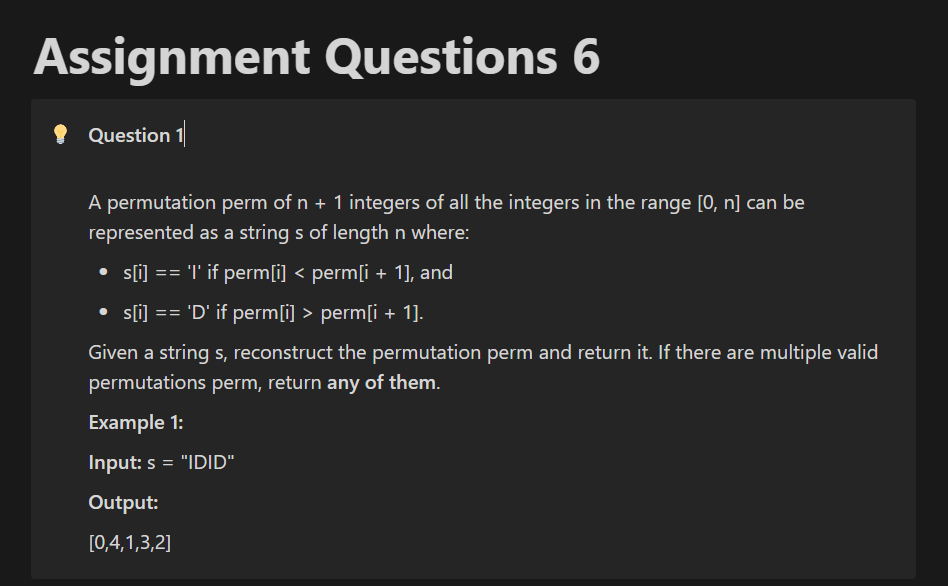 Assignment Questions 6
💡 Question 1
A permutation perm of n + 1 integers of all the integers in the range [0, n] can be
represented as a string s of length n where:
• s[i] == 'I' if perm[i] < perm[i + 1], and
• s[i] == 'D' if perm[i] > perm[i + 1].
Given a string s, reconstruct the permutation perm and return it. If there are multiple valid
permutations perm, return any of them.
Example 1:
Input: s = "IDID"
Output:
[0,4,1,3,2]